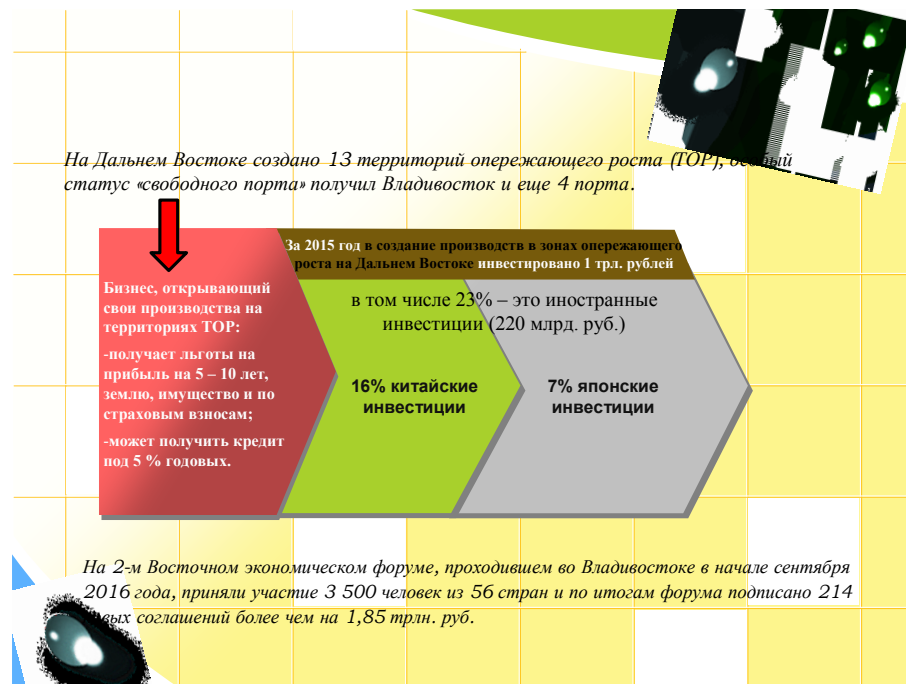 На Дальнем Востоке создано 13 территорий опережающего роста (ТОР), особый
статус «свободного порта» получил Владивосток и еще 4 порта.
За 2015 год в создание производств в зонах опережающего
роста на Дальнем Востоке инвестировано 1 трл. рублей
Бизнес, открывающий
свои производства на
территориях ТОР:
-получает льготы на
прибыль на 5 – 10 лет,
землю, имущество и по
страховым взносам;
-может получить кредит
под 5 % годовых.
в том числе 23% – это иностранные
инвестиции (220 млрд. руб.)
16% китайские
инвестиции
7% японские
инвестиции
На 2-м Восточном экономическом форуме, проходившем во Владивостоке в начале сентября
2016 года, приняли участие 3 500 человек из 56 стран и по итогам форума подписано 214
соглашений более чем на 1,85 трлн. руб.